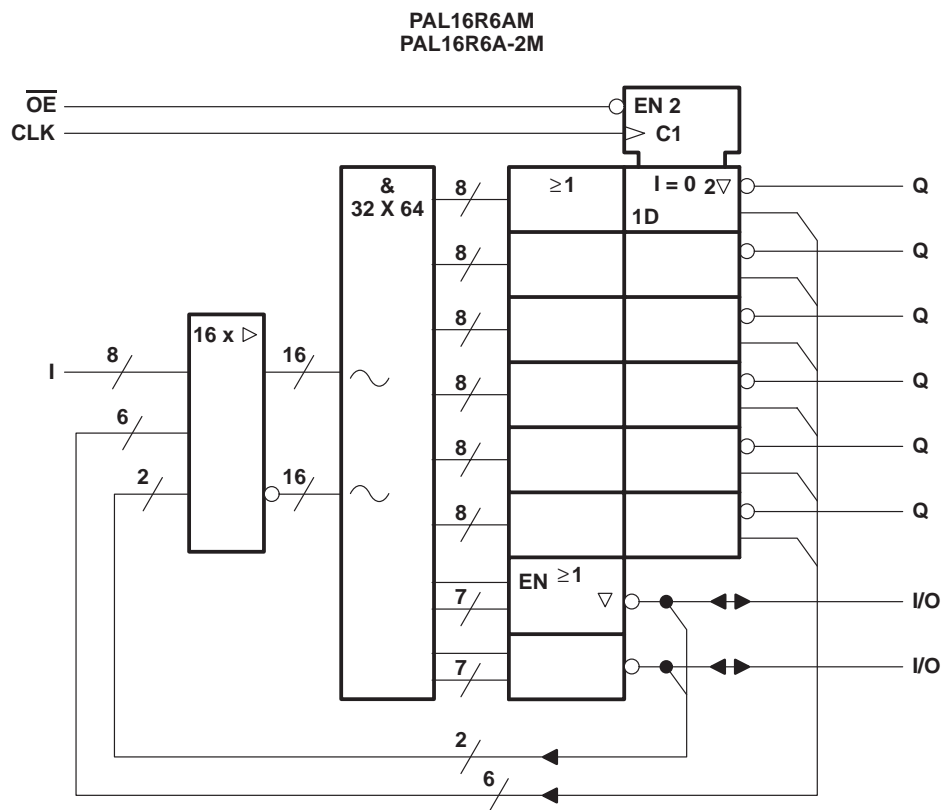 PAL16R6AM
PAL16R6A-2M
OE
EN 2
CLK
C1
&
32 X 64
8
≥1
I = 0 2▽
Q
1D
8
Q
8
Q
16 x ▷
I
8
16
8
Q
6
8
Q
2
16
8
Q
EN ≥1
7
▽
I/O
7
I/O
2
6